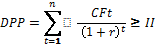 DPP = ∑_{t=1}^{n} CFt / (1 + r)^t ≥ II